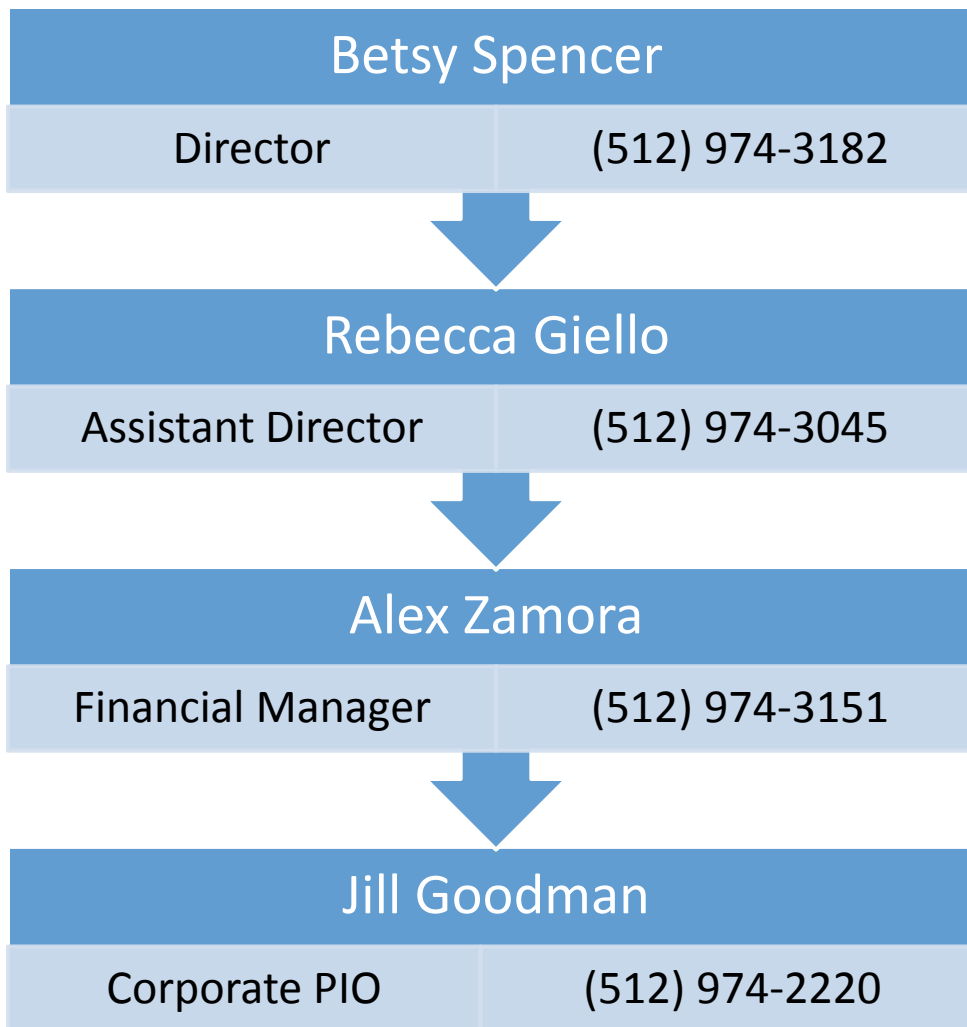 Betsy Spencer
Director (512) 974-3182
Rebecca Giello
Assistant Director (512) 974-3045
Alex Zamora
Financial Manager (512) 974-3151
Jill Goodman
Corporate PIO (512) 974-2220